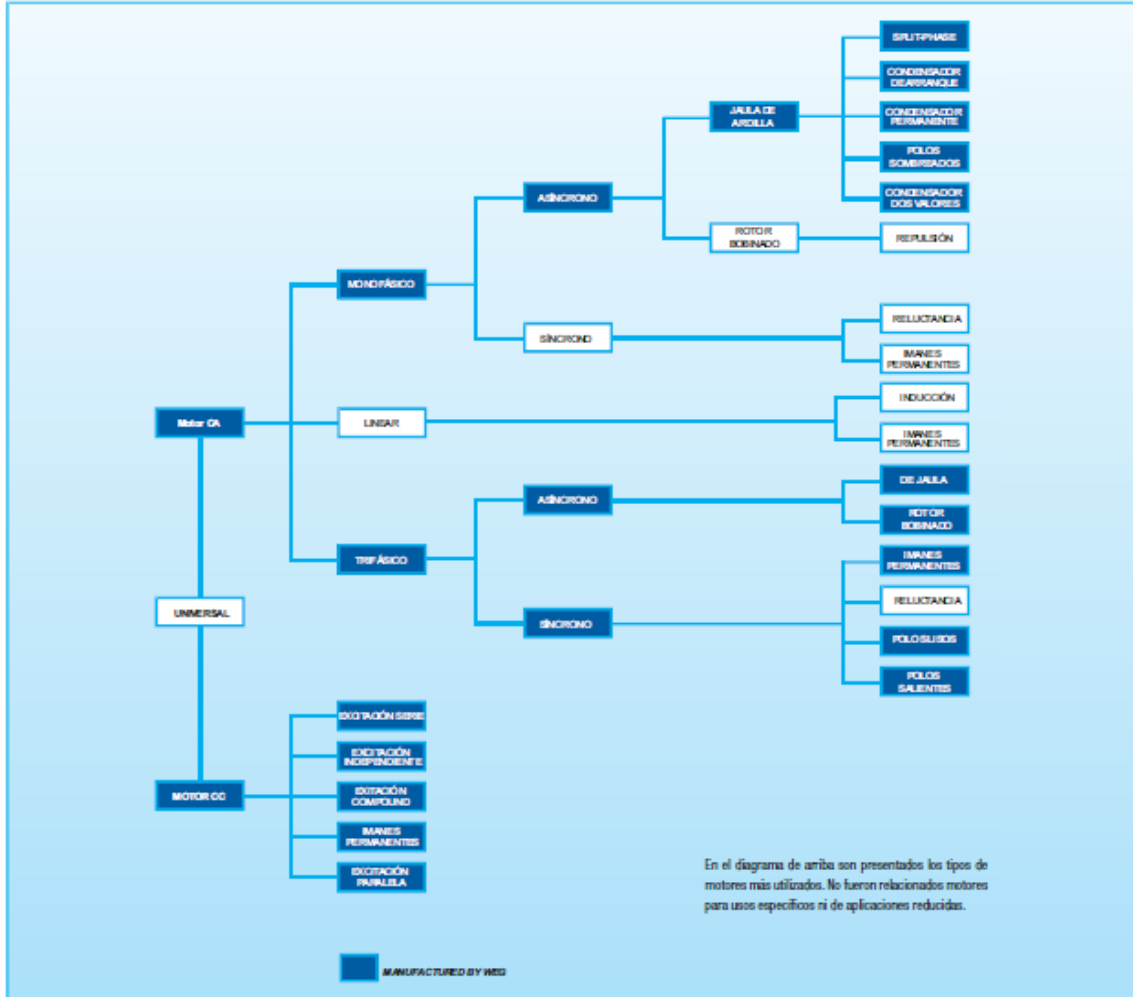 SPLIT-PHASE
CONDENSADOR
DE ARRANQUE
JAULA DE
ARDILLA
CONDENSADOR
PERMANENTE
POLOS
SOMBREADOS
ASÍNCRONO
CONDENSADOR
DOS VALORES
ROTOR
BOBINADO
REPULSIÓN
MONOFÁSICO
RELUCTANCIA
SÍNCROND
IMANES
PERMANENTES
INDUCCIÓN
Motor CA
LINEAR
IMANES
PERMANENTES
DE JAULA
ASÍNCRONO
ROTOR
BOBINADO
TRIFÁSICO
IMANES
PERMANENTES
RELUCTANCIA
UNIVERSAL
SÍNCRONO
POLOS LISOS
POLOS
SALIENTES
EXCITACIÓN SERIE
EXCITACIÓN
INDEPENDIENTE
MOTOR CC
EXITACIÓN
COMPOUND
IMANES
PERMANENTES
EXCITACIÓN
PARALELA
En el diagrama de arriba son presentados los tipos de
motores más utilizados. No fueron relacionados motores
para usos específicos ni de aplicaciones reducidas.
MANUFACTURED BY WEG